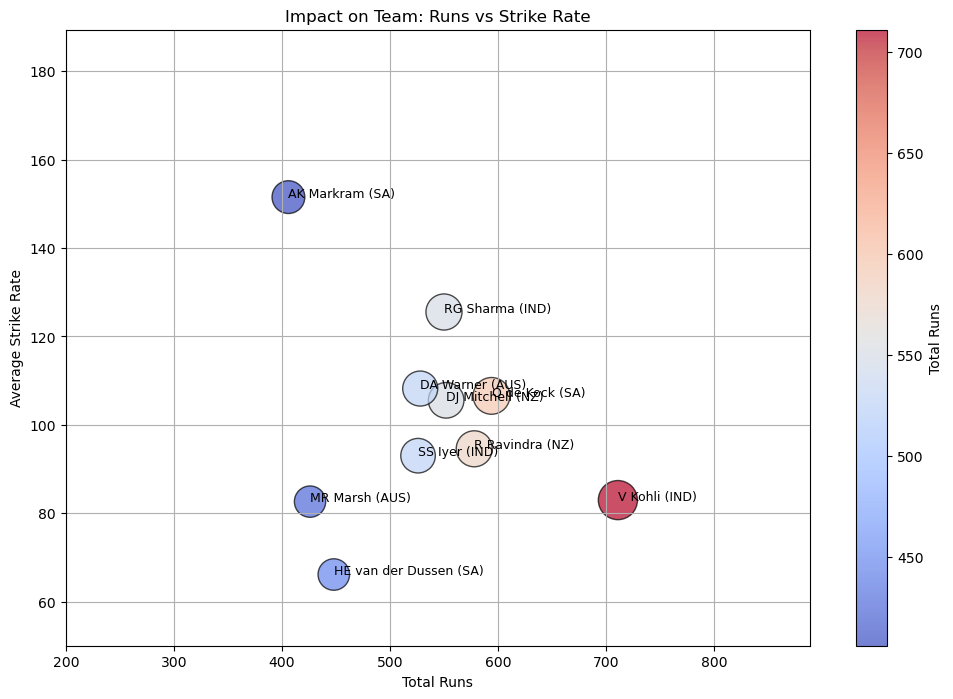 Impact on Team: Runs vs Strike Rate
Average Strike Rate
180
160
140
120
100
80
60
AK Markram (SA)
RG Sharma (IND)
DA Warner (AUS)
Q de Kock (SA)
DJ Mitchell (NZ)
R Ravindra (NZ)
SS Iyer (IND)
MR Marsh (AUS)
V Kohli (IND)
HE van der Dussen (SA)
200 300 400 500 600 700 800
Total Runs
700
650
600
550
500
450
Total Runs